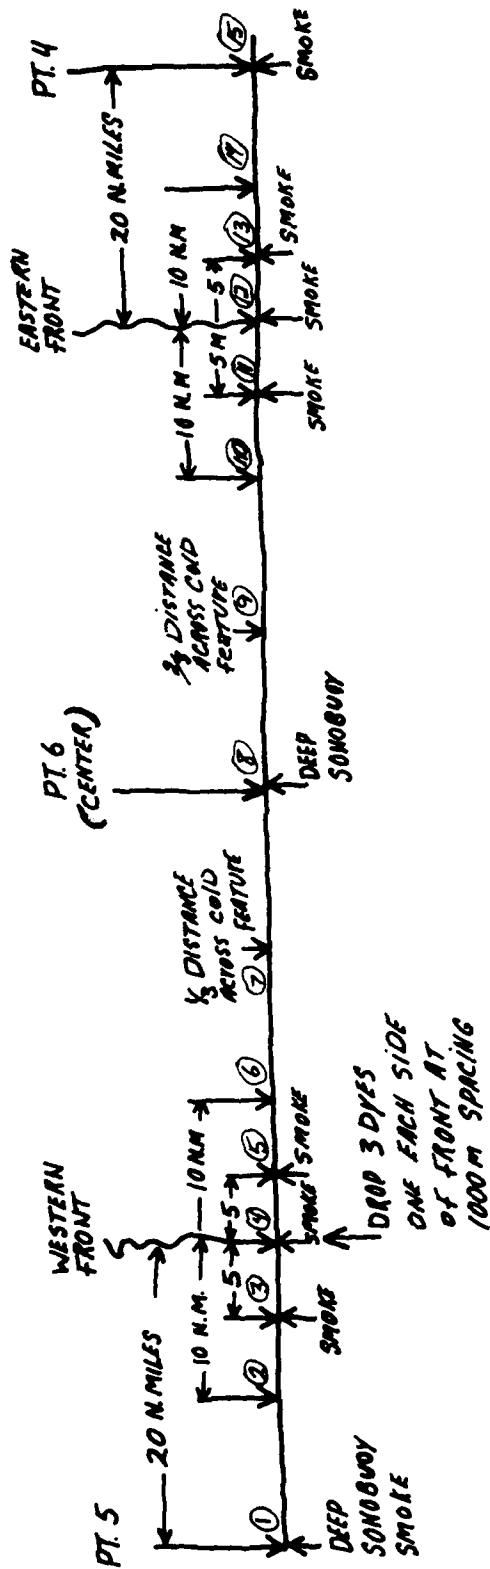 PT. 5
20 N.MILES
WESTERN
FRONT
10 N.M.
10 N.M
5
5
1
2
3
4
5
6
DEEP
SONOBUOY
SMOKE
SMOKE
SMOKE
SMOKE
DROP 3 DYES
ONE EACH SIDE
OF FRONT AT
1000 M SPACING
1/3 DISTANCE
ACROSS COLD
FEATURE
7
PT. 6
(CENTER)
8
DEEP
SONOBUOY
2/3 DISTANCE
ACROSS COLD
FEATURE
9
EASTERN
FRONT
20 N.MILES
PT. 4
10 N.M
10 N.M
5 M
5
10
11
12
13
14
15
SMOKE
SMOKE
SMOKE
SMOKE